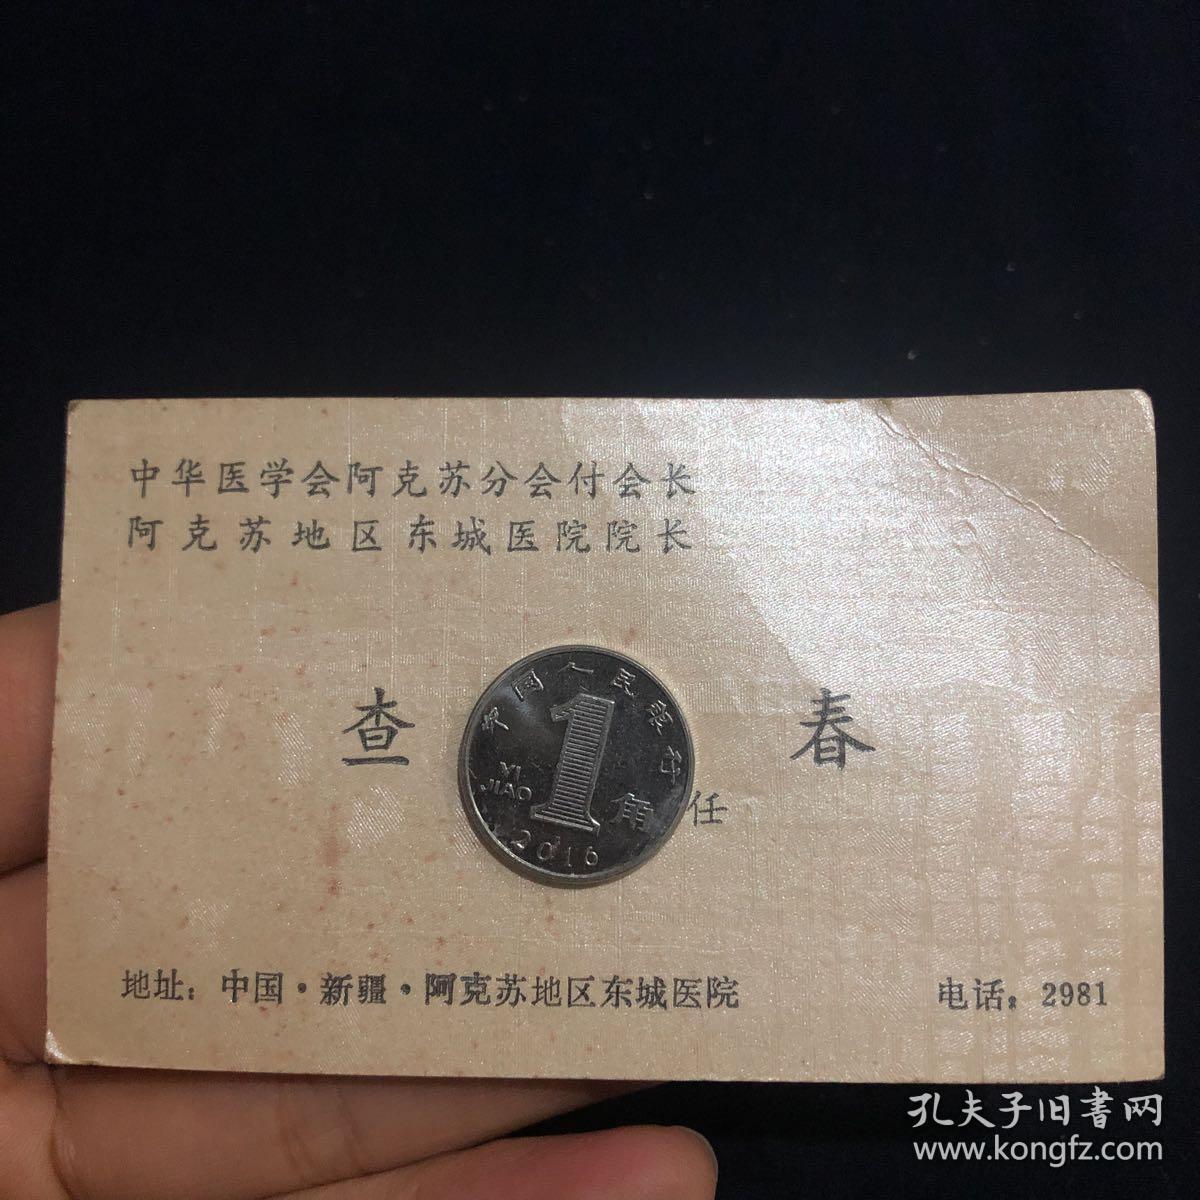 中华医学会阿克苏分会付会长
阿克苏地区东城医院院长
查 春
任
中国人民银行
YI
JIAO
1角
2016
地址：中国·新疆·阿克苏地区东城医院
电话：2981
孔夫子旧書网
www.kongfz.com